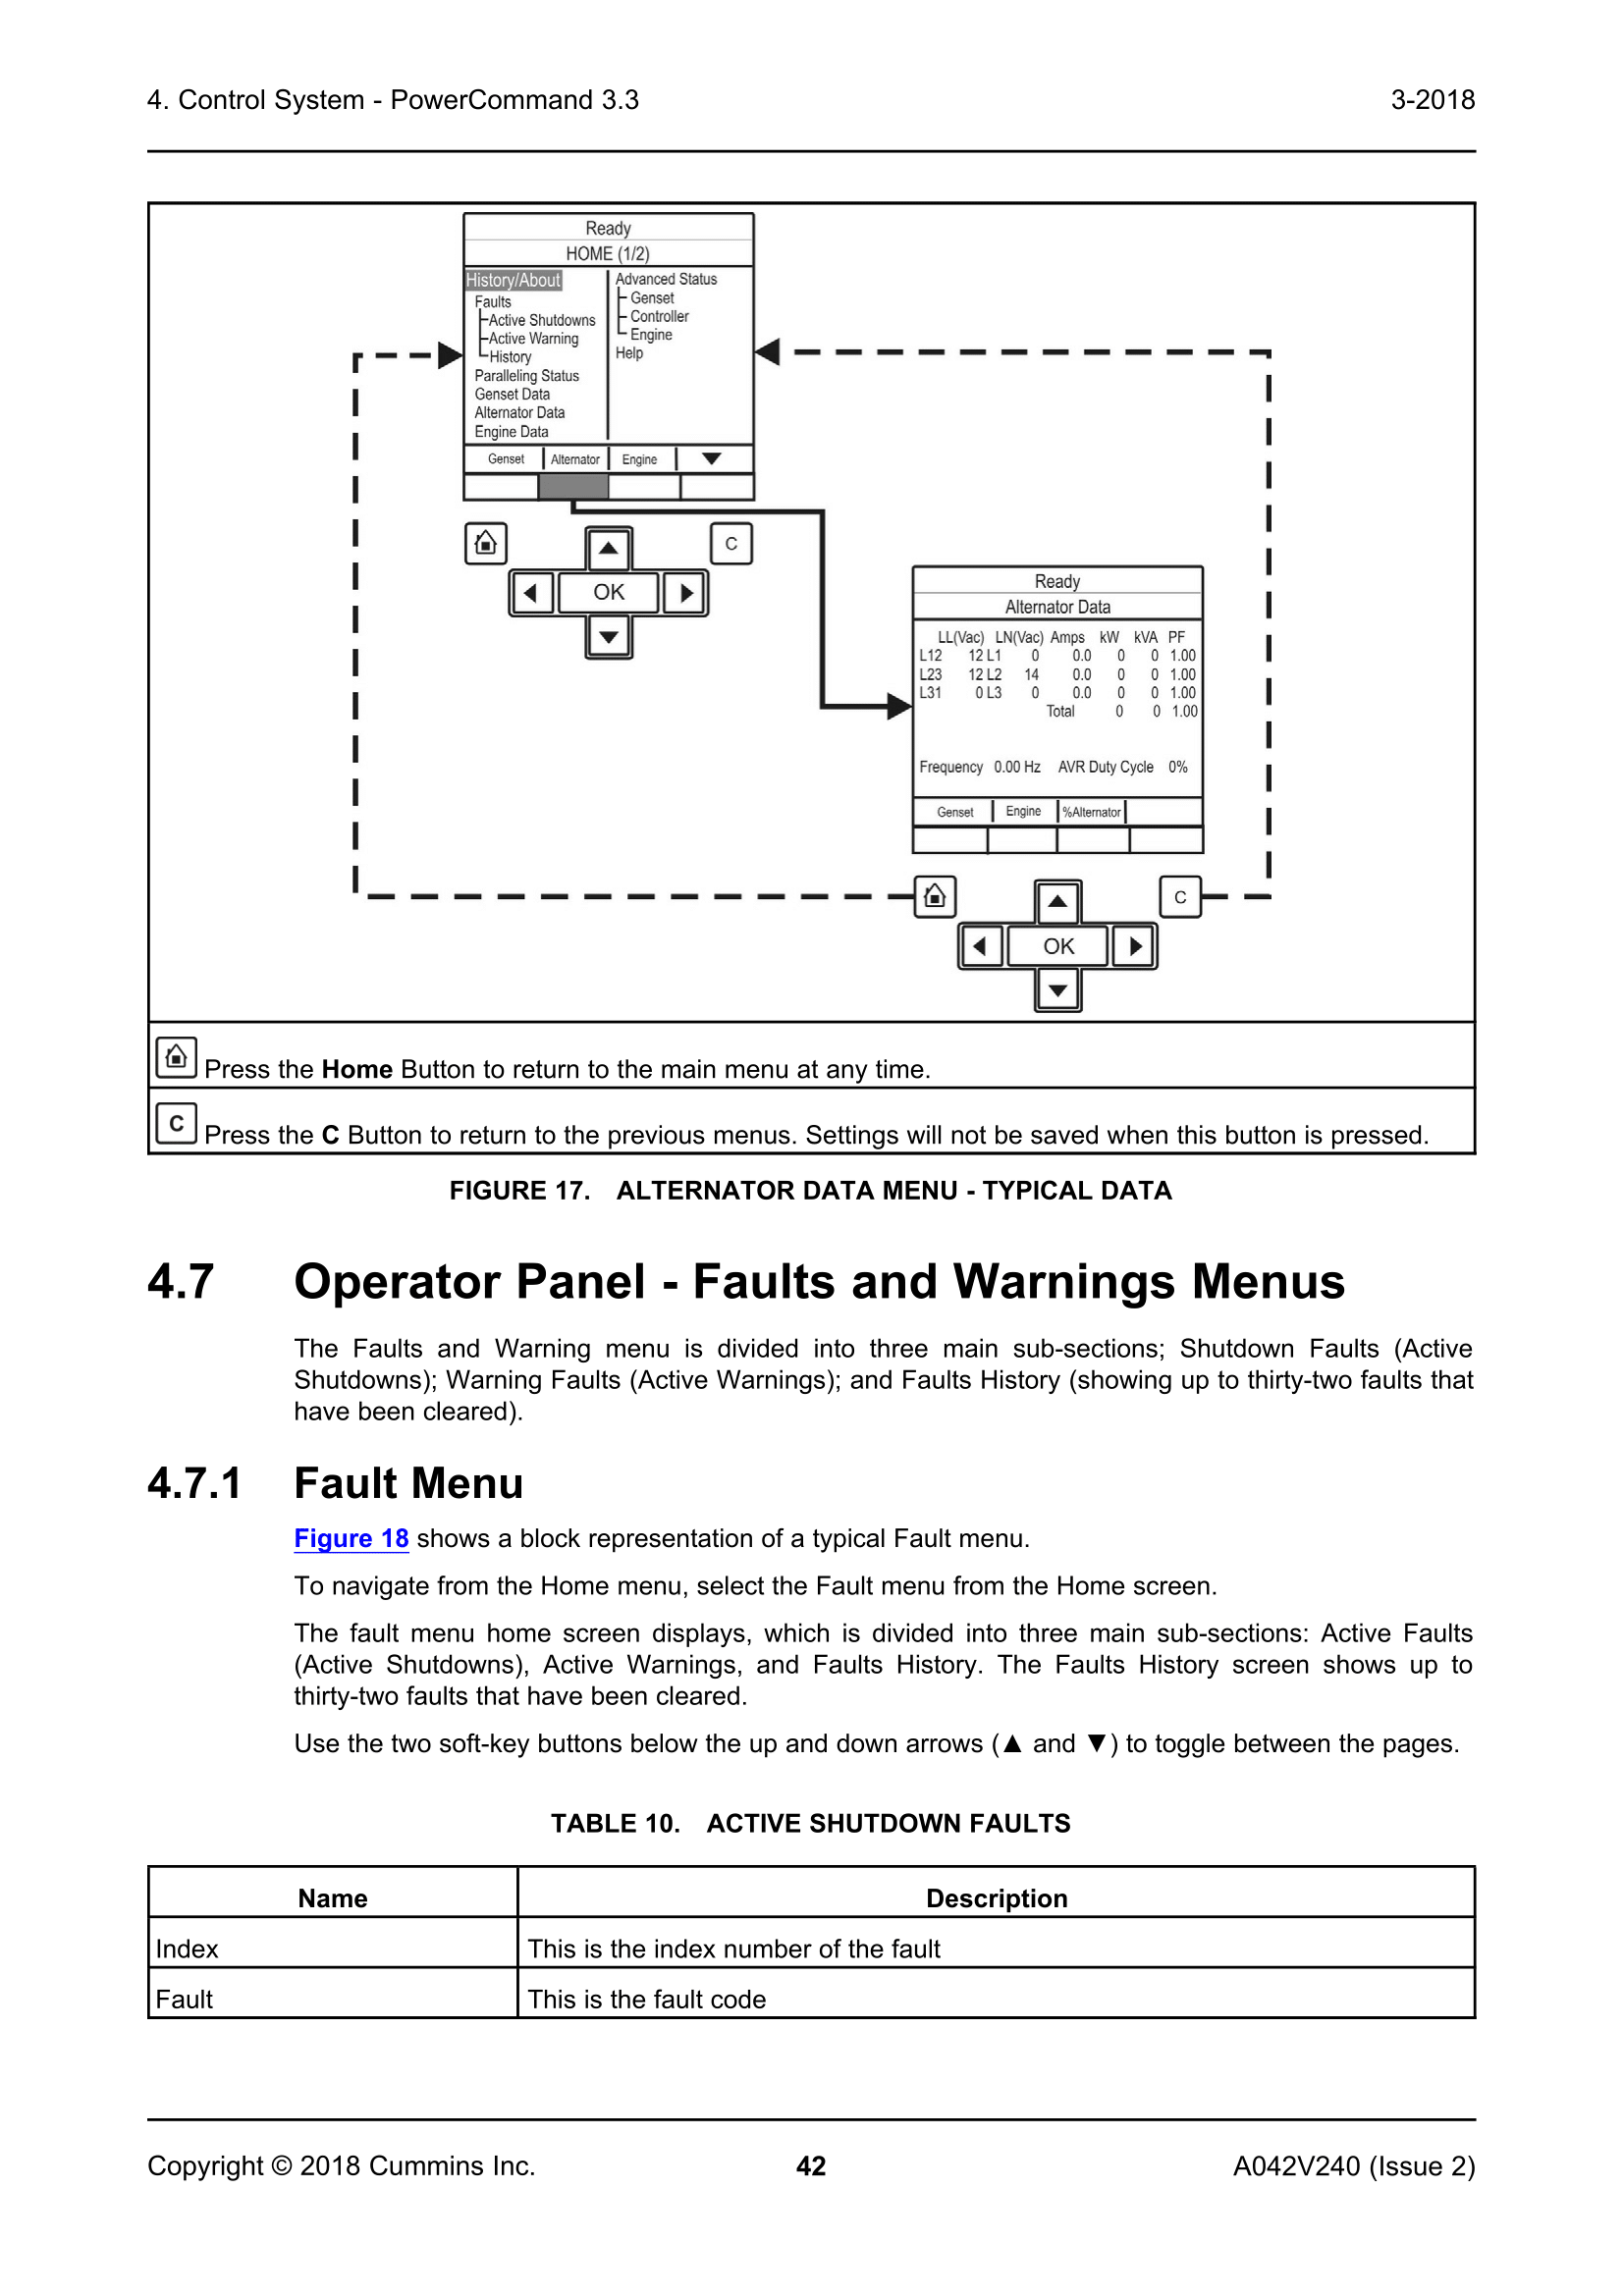 4. Control System - PowerCommand 3.3 3-2018
Ready
HOME (1/2)
History/About
Faults
Active Shutdowns
Active Warning
History
Paralleling Status
Genset Data
Alternator Data
Engine Data
Advanced Status
Genset
Controller
Engine
Help
Genset Alternator Engine ▼
C
▲
◀ OK ▶
▼
Ready
Alternator Data
LL(Vac) LN(Vac) Amps kW kVA PF
L12 12 L1 0 0.0 0 0 1.00
L23 12 L2 14 0.0 0 0 1.00
L31 0 L3 0 0.0 0 0 1.00
Total 0 0 1.00
Frequency 0.00 Hz AVR Duty Cycle 0%
Genset Engine %Alternator
C
▲
◀ OK ▶
▼
Press the Home Button to return to the main menu at any time.
C Press the C Button to return to the previous menus. Settings will not be saved when this button is pressed.
FIGURE 17. ALTERNATOR DATA MENU - TYPICAL DATA
4.7 Operator Panel - Faults and Warnings Menus
The Faults and Warning menu is divided into three main sub-sections; Shutdown Faults (Active
Shutdowns); Warning Faults (Active Warnings); and Faults History (showing up to thirty-two faults that
have been cleared).
4.7.1 Fault Menu
Figure 18 shows a block representation of a typical Fault menu.
To navigate from the Home menu, select the Fault menu from the Home screen.
The fault menu home screen displays, which is divided into three main sub-sections: Active Faults
(Active Shutdowns), Active Warnings, and Faults History. The Faults History screen shows up to
thirty-two faults that have been cleared.
Use the two soft-key buttons below the up and down arrows (▲ and ▼) to toggle between the pages.
TABLE 10. ACTIVE SHUTDOWN FAULTS
Name Description
Index This is the index number of the fault
Fault This is the fault code
Copyright © 2018 Cummins Inc. 42 A042V240 (Issue 2)